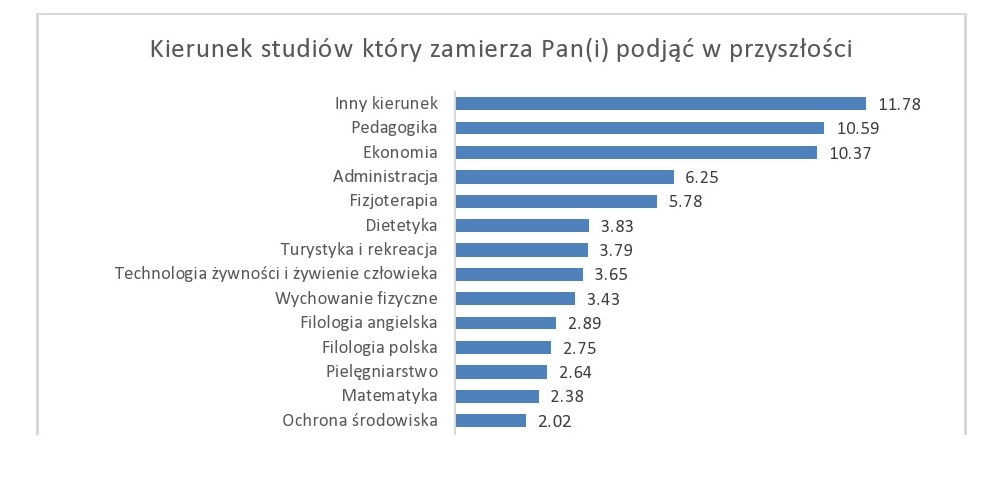 Kierunek studiów który zamierza Pan(i) podjąć w przyszłości
Inny kierunek 11.78
Pedagogika 10.59
Ekonomia 10.37
Administracja 6.25
Fizjoterapia 5.78
Dietetyka 3.83
Turystyka i rekreacja 3.79
Technologia żywności i żywienie człowieka 3.65
Wychowanie fizyczne 3.43
Filologia angielska 2.89
Filologia polska 2.75
Pielęgniarstwo 2.64
Matematyka 2.38
Ochrona środowiska 2.02